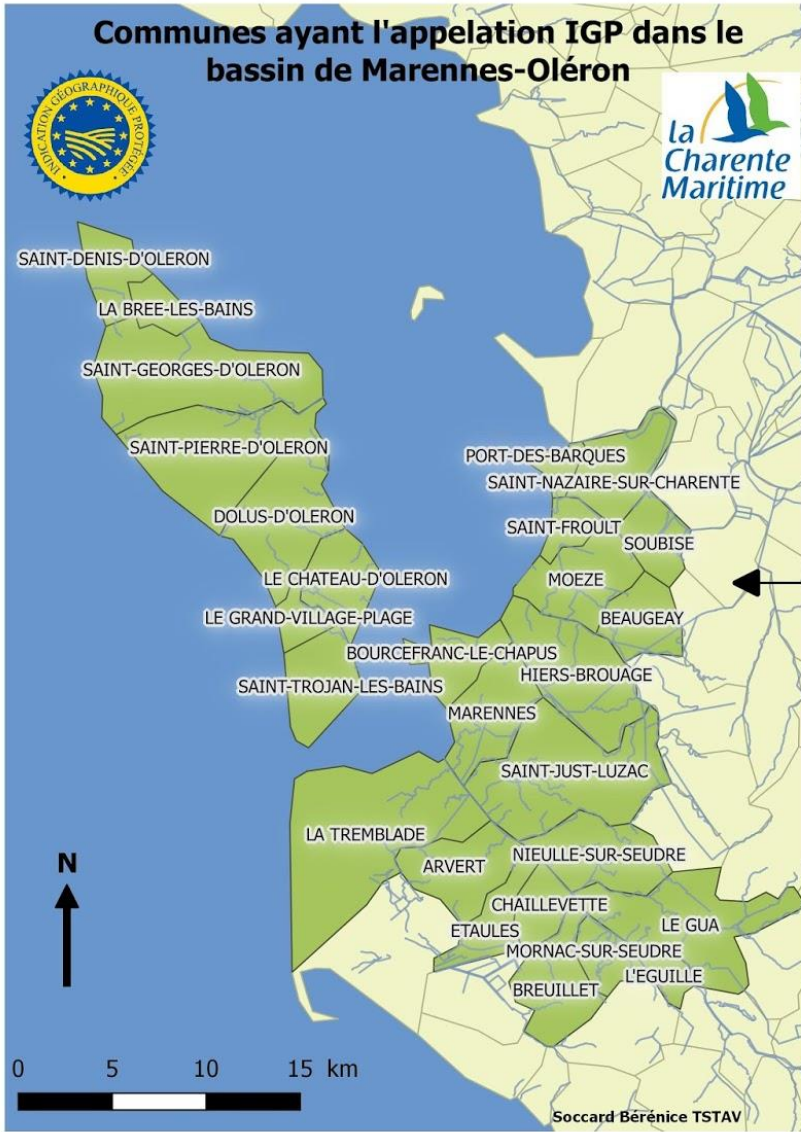 Communes ayant l'appelation IGP dans le
bassin de Marennes-Oléron
INDICATION GÉOGRAPHIQUE PROTÉGÉE
la
Charente
Maritime
SAINT-DENIS-D'OLERON
LA BREE-LES-BAINS
SAINT-GEORGES-D'OLERON
SAINT-PIERRE-D'OLERON
PORT-DES-BARQUES
SAINT-NAZAIRE-SUR-CHARENTE
DOLUS-D'OLERON
SAINT-FROULT
SOUBISE
LE CHATEAU-D'OLERON
MOEZE
LE GRAND-VILLAGE-PLAGE
BEAUGEAY
BOURCEFRANC-LE-CHAPUS
HIERS-BROUAGE
SAINT-TROJAN-LES-BAINS
MARENNES
SAINT-JUST-LUZAC
LA TREMBLADE
NIEULLE-SUR-SEUDRE
ARVERT
CHAILLEVETTE
LE GUA
ETAULES
MORNAC-SUR-SEUDRE
L'EGUILLE
BREUILLET
N
0 5 10 15 km
Soccard Bérénice TSTAV